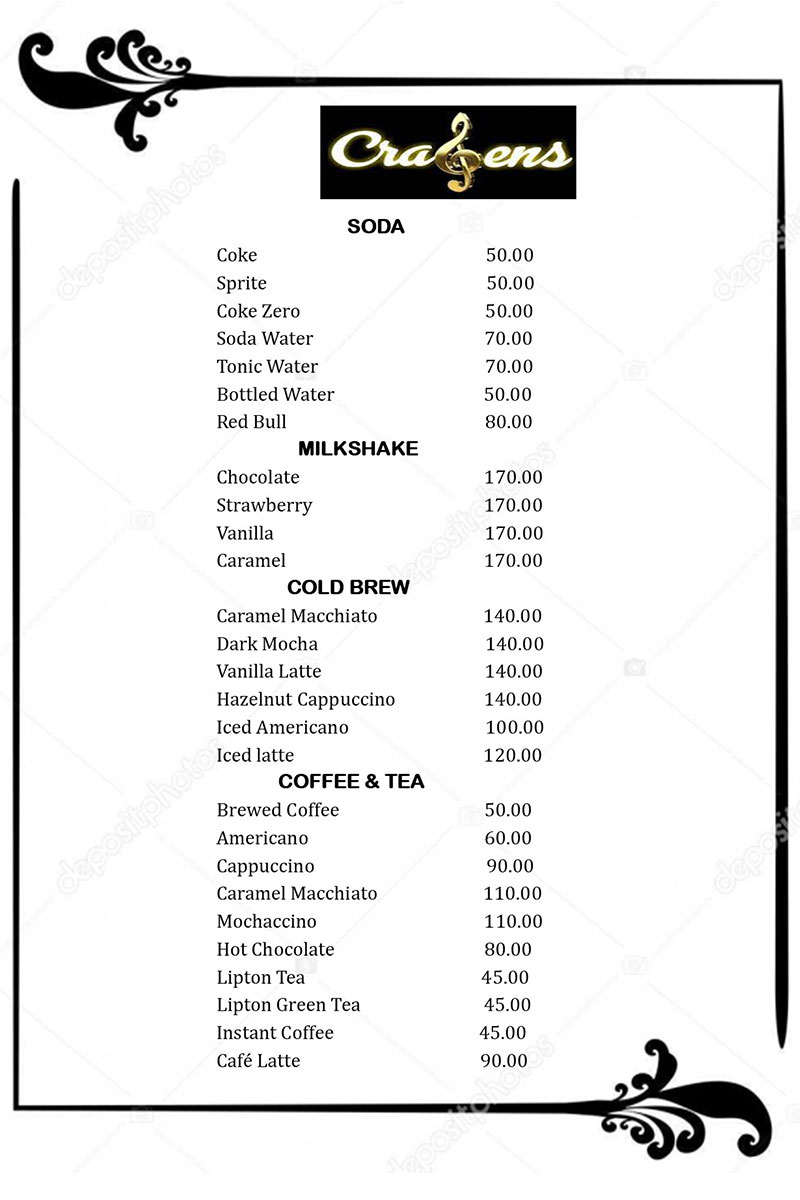 Cra&ens
SODA
Coke 50.00
Sprite 50.00
Coke Zero 50.00
Soda Water 70.00
Tonic Water 70.00
Bottled Water 50.00
Red Bull 80.00
MILKSHAKE
Chocolate 170.00
Strawberry 170.00
Vanilla 170.00
Caramel 170.00
COLD BREW
Caramel Macchiato 140.00
Dark Mocha 140.00
Vanilla Latte 140.00
Hazelnut Cappuccino 140.00
Iced Americano 100.00
Iced latte 120.00
COFFEE & TEA
Brewed Coffee 50.00
Americano 60.00
Cappuccino 90.00
Caramel Macchiato 110.00
Mochaccino 110.00
Hot Chocolate 80.00
Lipton Tea 45.00
Lipton Green Tea 45.00
Instant Coffee 45.00
Café Latte 90.00
depositphotos
depositphotos
depositphotos
depositphotos